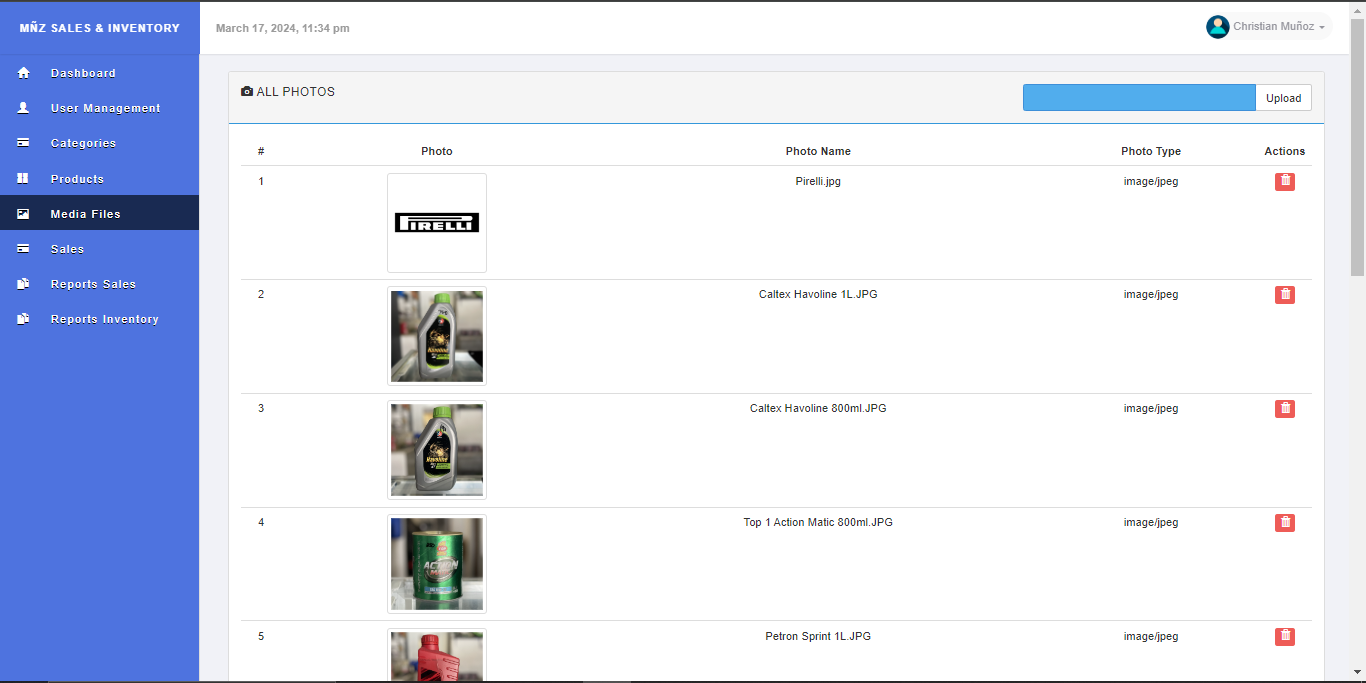 MÑZ SALES & INVENTORY
March 17, 2024, 11:34 pm
Christian Muñoz
Dashboard
User Management
Categories
Products
Media Files
Sales
Reports Sales
Reports Inventory
ALL PHOTOS
Upload
# Photo Photo Name Photo Type Actions
1 Pirelli.jpg image/jpeg
PIRELLI
2 Caltex Havoline 1L.JPG image/jpeg
Havoline
3 Caltex Havoline 800ml.JPG image/jpeg
Havoline
4 Top 1 Action Matic 800ml.JPG image/jpeg
ACTION
5 Petron Sprint 1L.JPG image/jpeg